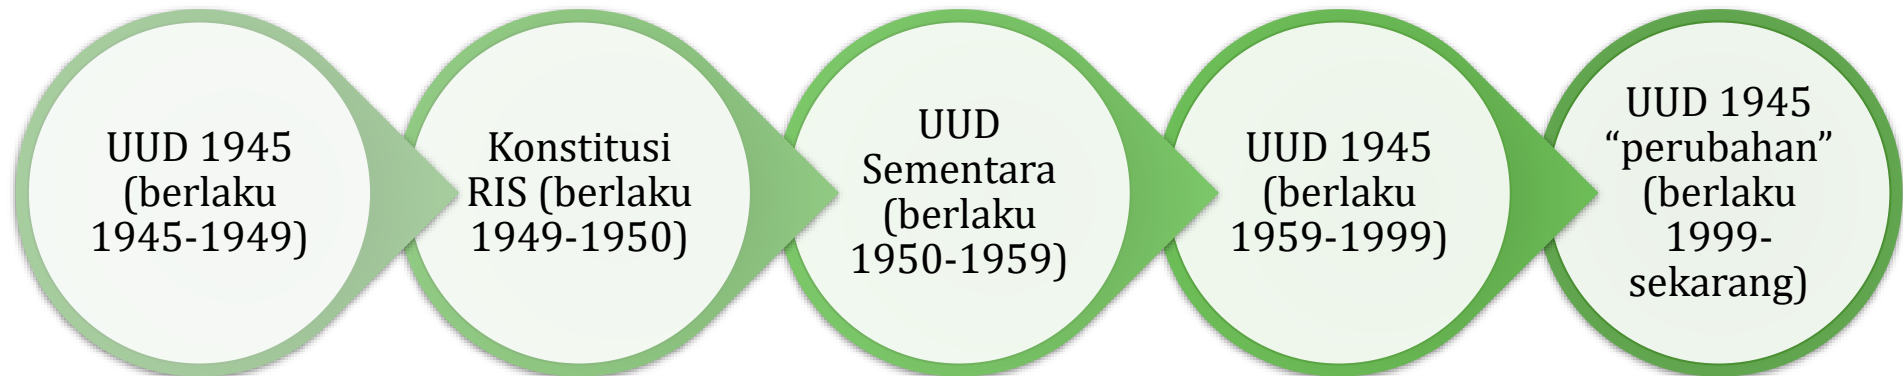 UUD 1945
(berlaku
1945-1949)
Konstitusi
RIS (berlaku
1949-1950)
UUD
Sementara
(berlaku
1950-1959)
UUD 1945
(berlaku
1959-1999)
UUD 1945
“perubahan”
(berlaku
1999-
sekarang)